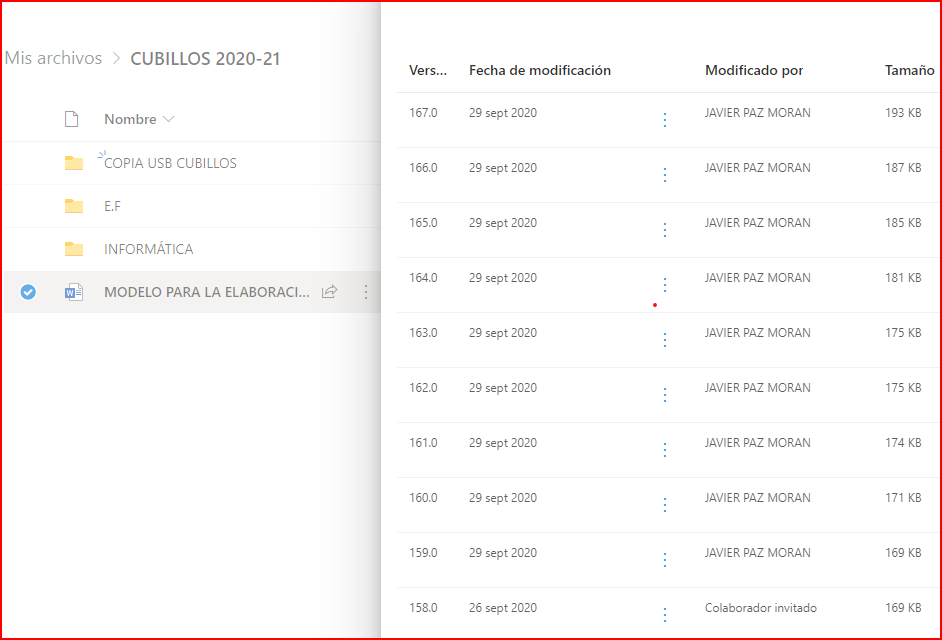 Mis archivos > CUBILLOS 2020-21
Nombre
COPIA USB CUBILLOS
E.F
INFORMÁTICA
MODELO PARA LA ELABORACI...
Vers... Fecha de modificación Modificado por Tamaño
167.0 29 sept 2020 JAVIER PAZ MORAN 193 KB
166.0 29 sept 2020 JAVIER PAZ MORAN 187 KB
165.0 29 sept 2020 JAVIER PAZ MORAN 185 KB
164.0 29 sept 2020 JAVIER PAZ MORAN 181 KB
163.0 29 sept 2020 JAVIER PAZ MORAN 175 KB
162.0 29 sept 2020 JAVIER PAZ MORAN 175 KB
161.0 29 sept 2020 JAVIER PAZ MORAN 174 KB
160.0 29 sept 2020 JAVIER PAZ MORAN 171 KB
159.0 29 sept 2020 JAVIER PAZ MORAN 169 KB
158.0 26 sept 2020 Colaborador invitado 169 KB